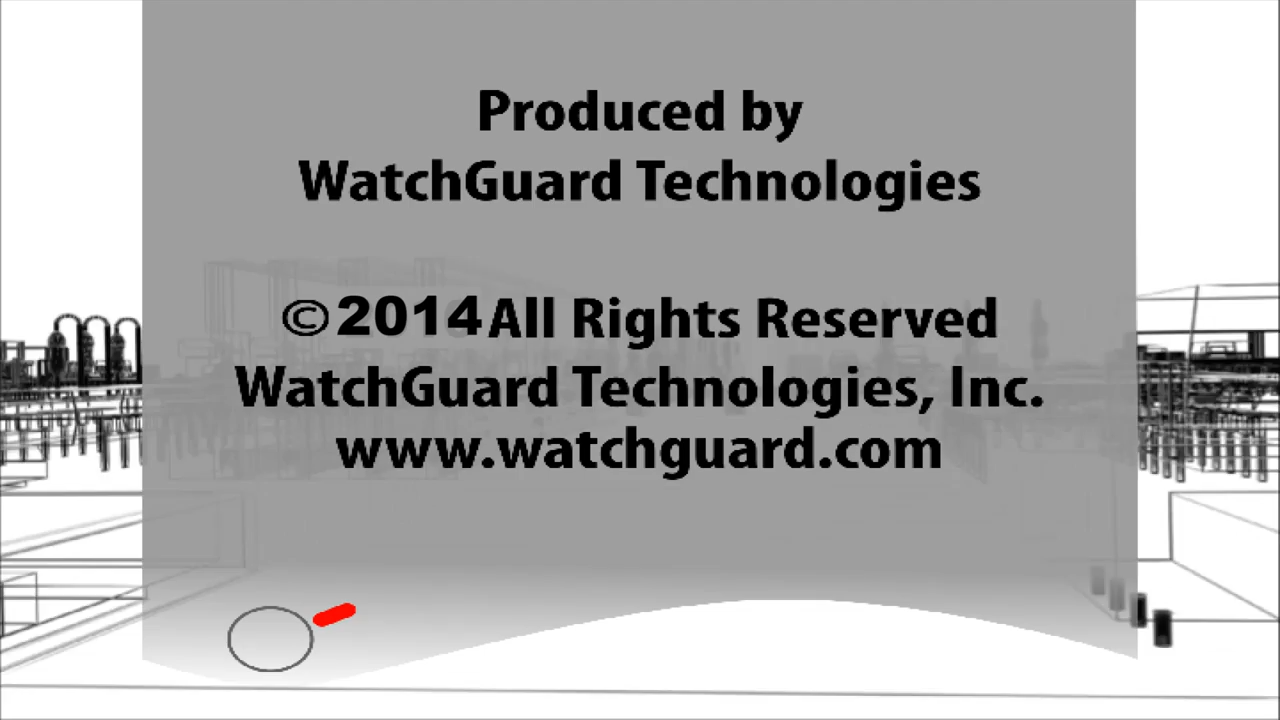 Produced by
WatchGuard Technologies
© 2014 All Rights Reserved
WatchGuard Technologies, Inc.
www.watchguard.com